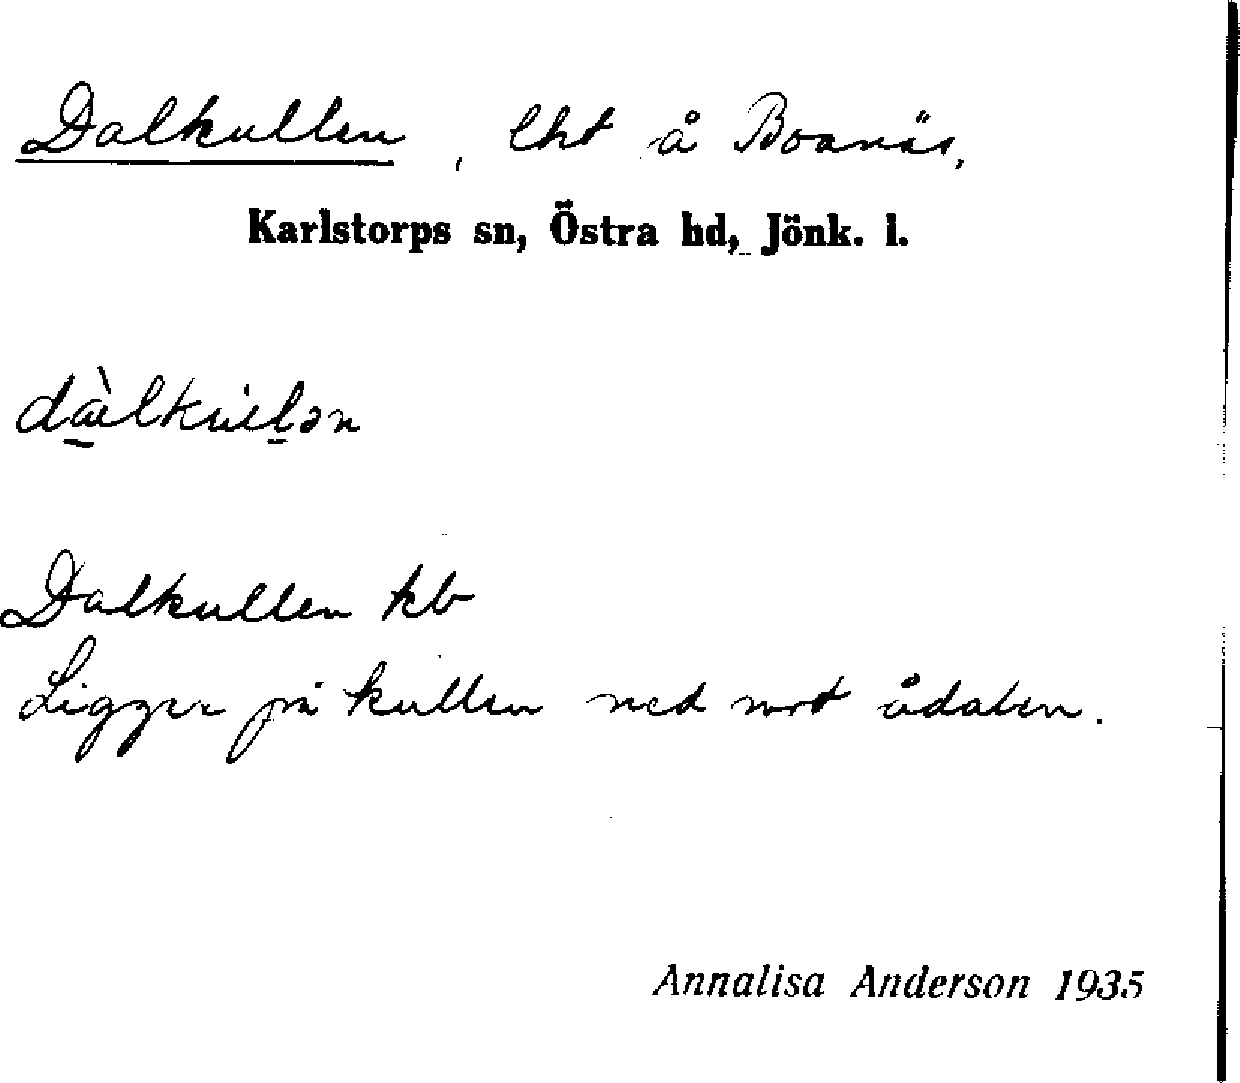 Dalkullen, lht å Boanäs,
Karlstorps sn, Östra hd, Jönk. l.
Dalkullen kb
Ligger på kullen ned mot ådalen.
Annalisa Anderson 1935